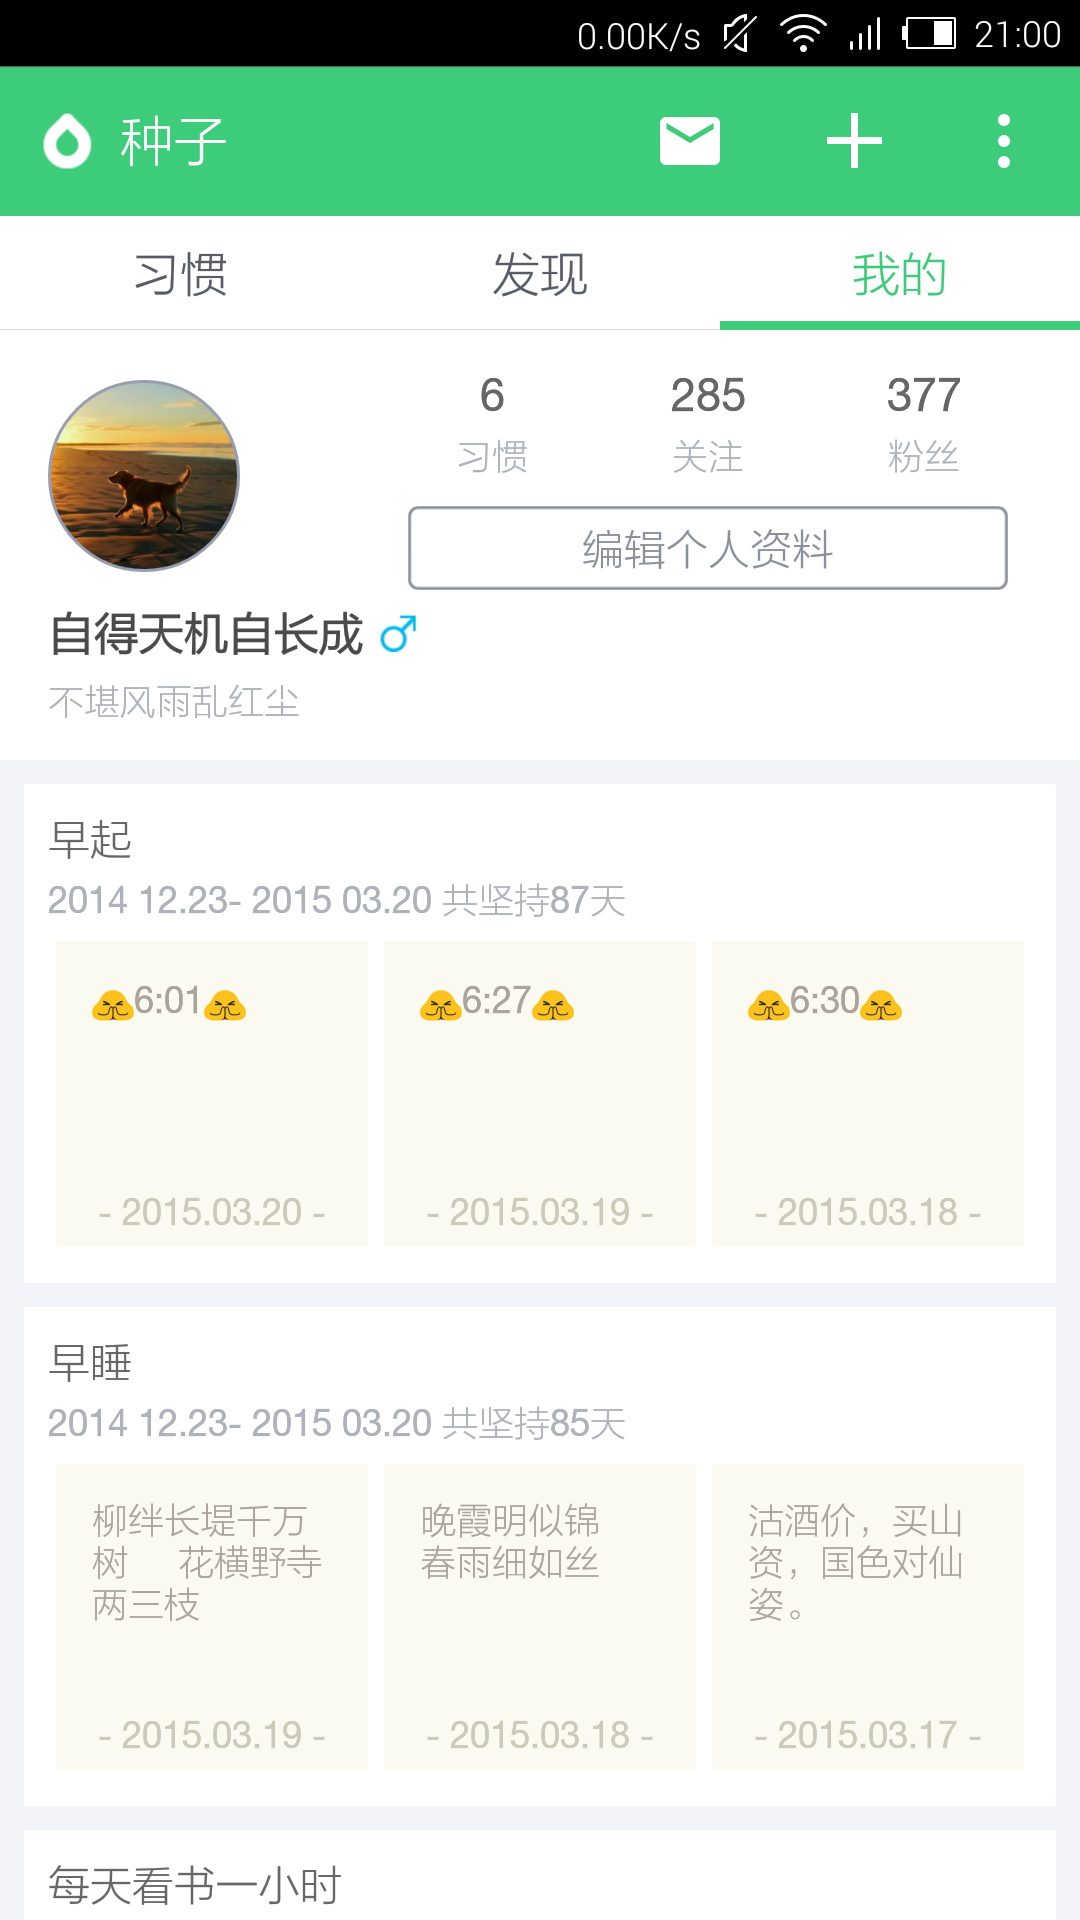 0.00K/s 21:00
种子
习惯 发现 我的
6 285 377
习惯 关注 粉丝
编辑个人资料
自得天机自长成
不堪风雨乱红尘
早起
2014 12.23- 2015 03.20 共坚持87天
6:01 6:27 6:30
- 2015.03.20 - - 2015.03.19 - - 2015.03.18 -
早睡
2014 12.23- 2015 03.20 共坚持85天
柳绊长堤千万
树 花横野寺
两三枝
晚霞明似锦
春雨细如丝
沽酒价，买山
资，国色对仙
姿。
- 2015.03.19 - - 2015.03.18 - - 2015.03.17 -
每天看书一小时